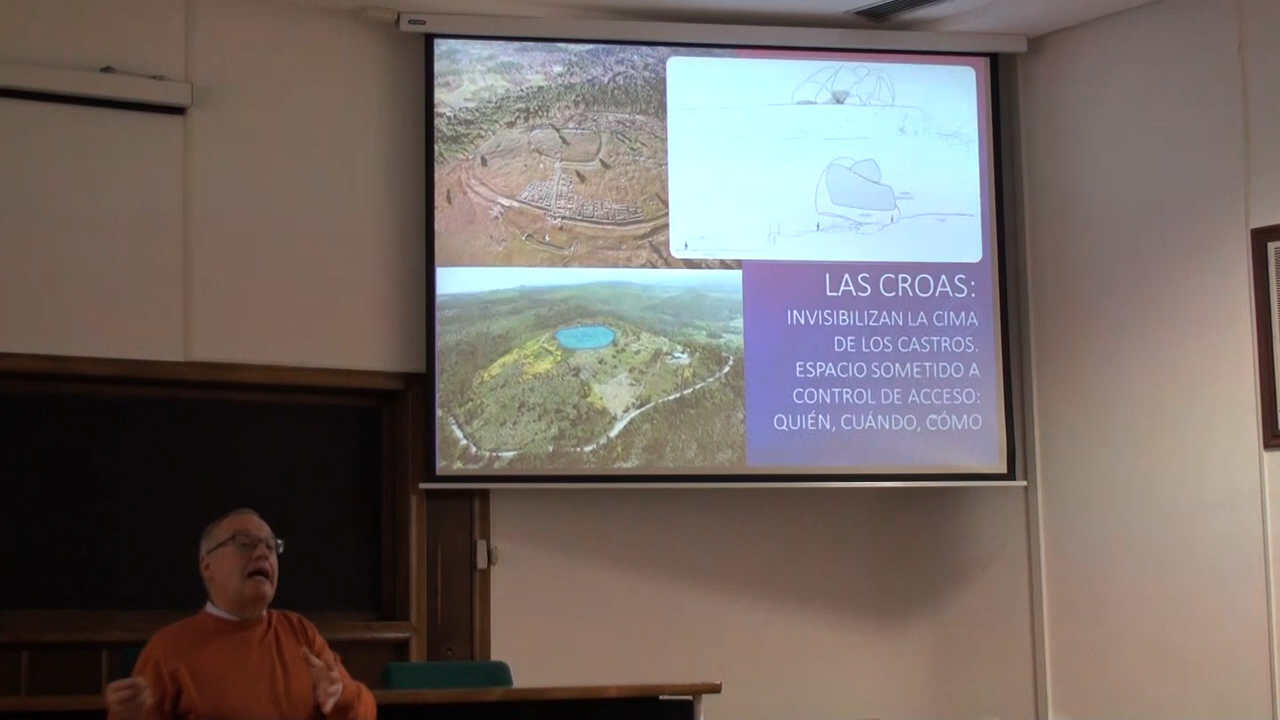 LAS CROAS:
INVISIBILIZAN LA CIMA
DE LOS CASTROS.
ESPACIO SOMETIDO A
CONTROL DE ACCESO:
QUIÉN, CUÁNDO, CÓMO